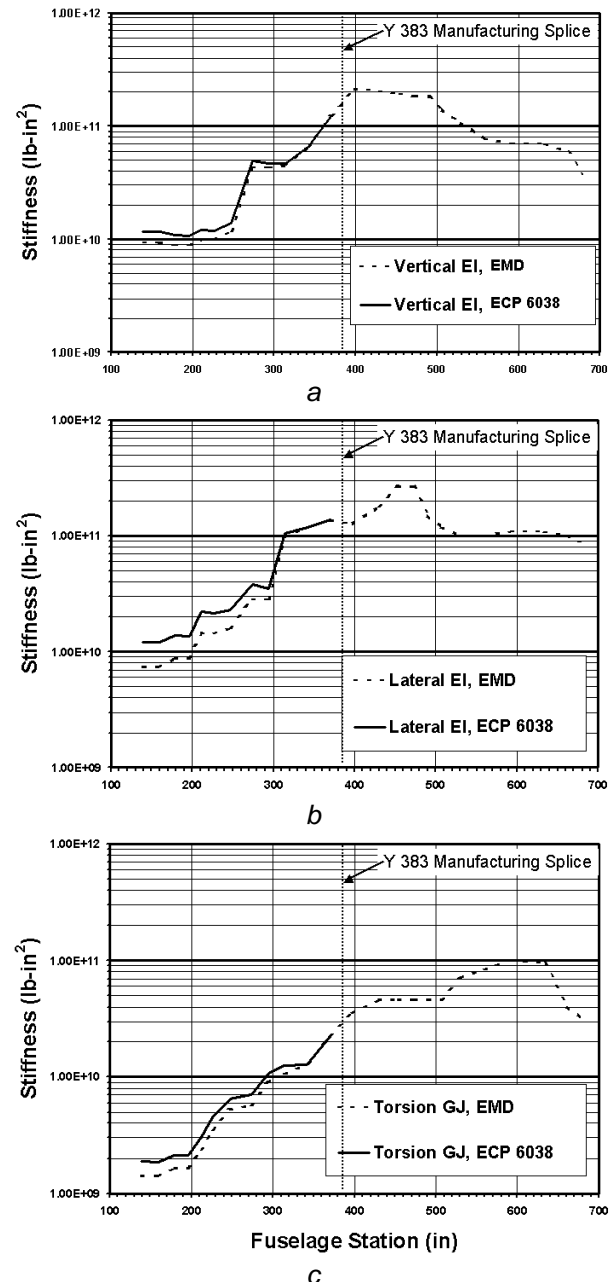 1.00E+12
Y 383 Manufacturing Splice
1.00E+11
Stiffness (lb-in²)
1.00E+10
Vertical EI, EMD
Vertical EI, ECP 6038
1.00E+09
100 200 300 400 500 600 700
a
1.00E+12
Y 383 Manufacturing Splice
1.00E+11
Stiffness (lb-in²)
1.00E+10
Lateral EI, EMD
Lateral EI, ECP 6038
1.00E+09
100 200 300 400 500 600 700
b
1.00E+12
Y 383 Manufacturing Splice
1.00E+11
Stiffness (lb-in²)
1.00E+10
Torsion GJ, EMD
Torsion GJ, ECP 6038
1.00E+09
100 200 300 400 500 600 700
Fuselage Station (in)
c